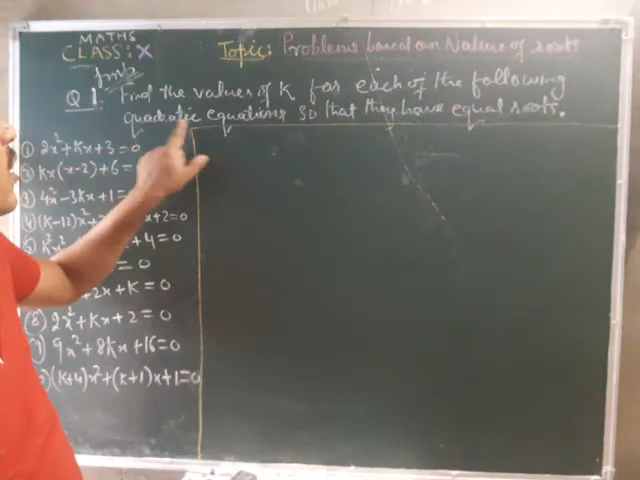 MATHS
CLASS: X
Topic: Problems based on Nature of roots
Imp
Q 1. Find the values of K for each of the following
quadratic equations so that they have equal roots.
① 2x²+Kx+3=0
② Kx(x-2)+6=
③ 4x²-3Kx+1=
④ (K-12)x²+ x+2=0
⑤ K²x² x+4=0
=0
+2x+K=0
⑧ 2x²+Kx+2=0
9) 9x²+8Kx+16=0
) (K+4)x²+(K+1)x+1=0